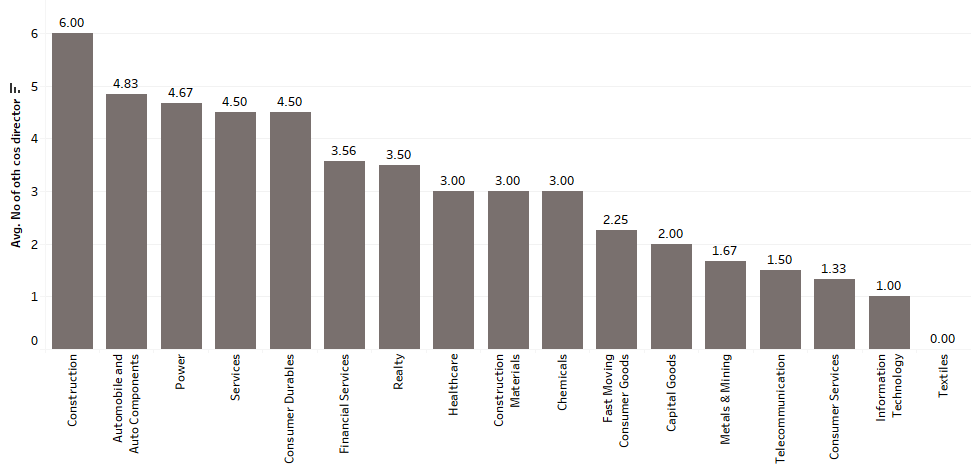 Avg. No of oth cos director
6
5
4
3
2
1
0
6.00
4.83
4.67
4.50
4.50
3.56
3.50
3.00
3.00
3.00
2.25
2.00
1.67
1.50
1.33
1.00
0.00
Construction
Automobile and
Auto Components
Power
Services
Consumer Durables
Financial Services
Realty
Healthcare
Construction
Materials
Chemicals
Fast Moving
Consumer Goods
Capital Goods
Metals & Mining
Telecommunication
Consumer Services
Information
Technology
Textiles